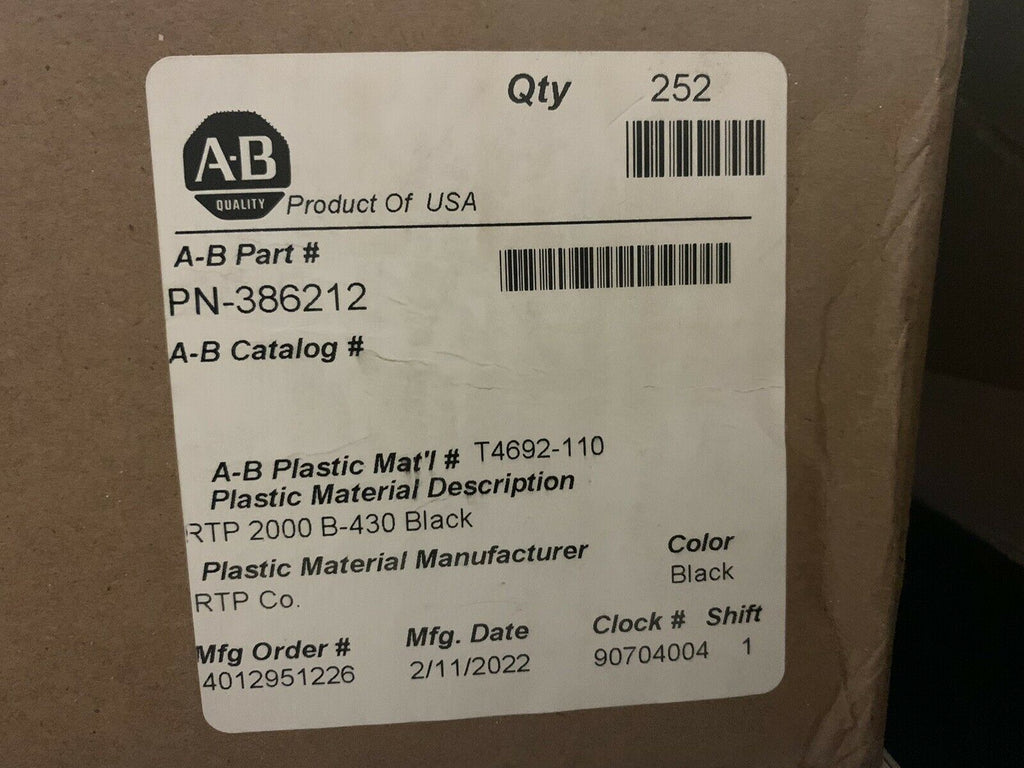 Qty 252
A-B
QUALITY
Product Of USA
A-B Part #
PN-386212
A-B Catalog #
A-B Plastic Mat'l # T4692-110
Plastic Material Description
RTP 2000 B-430 Black
Plastic Material Manufacturer Color
RTP Co. Black
Mfg Order # Mfg. Date Clock # Shift
4012951226 2/11/2022 90704004 1